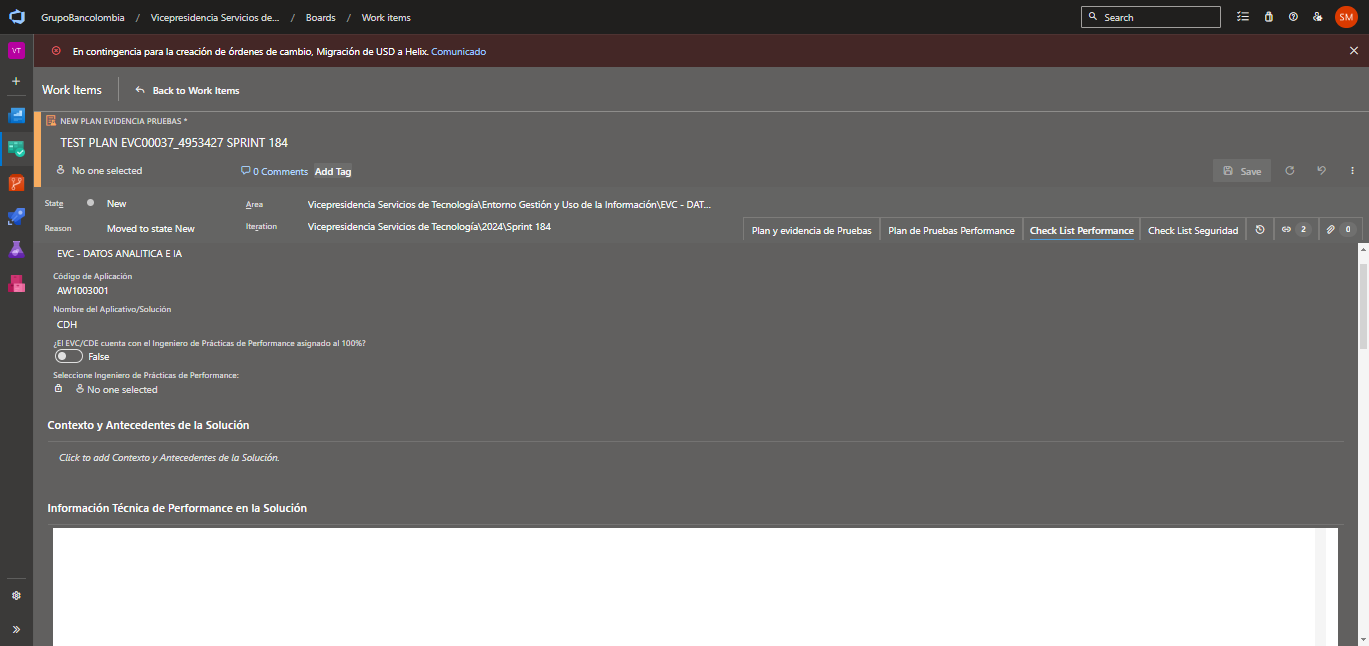 GrupoBancolombia / Vicepresidencia Servicios de... / Boards / Work items
Search
SM
VT
En contingencia para la creación de órdenes de cambio, Migración de USD a Helix. Comunicado
Work Items
Back to Work Items
NEW PLAN EVIDENCIA PRUEBAS *
TEST PLAN EVC00037_4953427 SPRINT 184
No one selected
0 Comments
Add Tag
Save
State
New
Area
Vicepresidencia Servicios de Tecnología\Entorno Gestión y Uso de la Información\EVC - DAT...
Reason
Moved to state New
Iteration
Vicepresidencia Servicios de Tecnología\2024\Sprint 184
Plan y evidencia de Pruebas
Plan de Pruebas Performance
Check List Performance
Check List Seguridad
2
0
EVC - DATOS ANALITICA E IA
Código de Aplicación
AW1003001
Nombre del Aplicativo/Solución
CDH
¿El EVC/CDE cuenta con el Ingeniero de Prácticas de Performance asignado al 100%?
False
Seleccione Ingeniero de Prácticas de Performance:
No one selected
Contexto y Antecedentes de la Solución
Click to add Contexto y Antecedentes de la Solución.
Información Técnica de Performance en la Solución